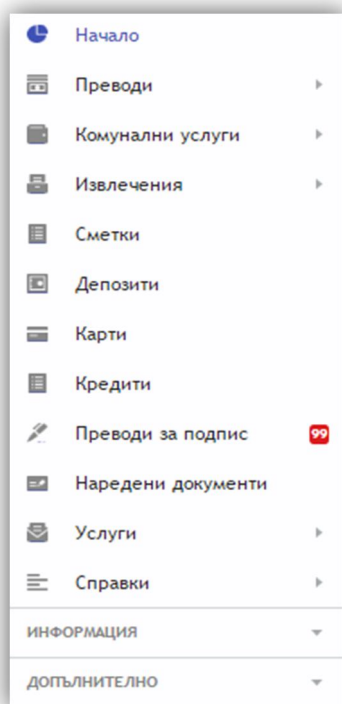 Начало
Преводи
Комунални услуги
Извлечения
Сметки
Депозити
Карти
Кредити
Преводи за подпис 99
Наредени документи
Услуги
Справки
ИНФОРМАЦИЯ
ДОПЪЛНИТЕЛНО